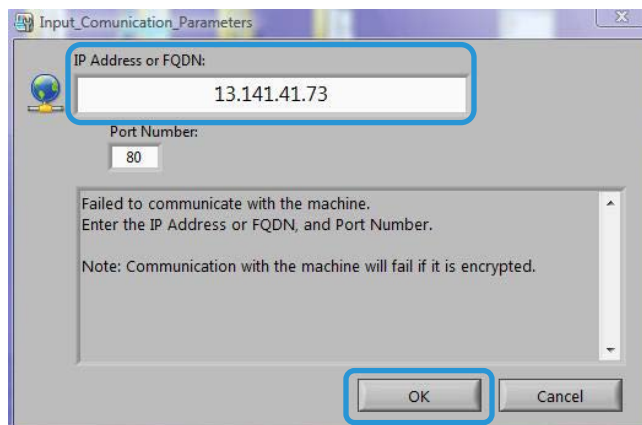 Input_Comunication_Parameters
IP Address or FQDN:
13.141.41.73
Port Number:
80
Failed to communicate with the machine.
Enter the IP Address or FQDN, and Port Number.
Note: Communication with the machine will fail if it is encrypted.
OK Cancel